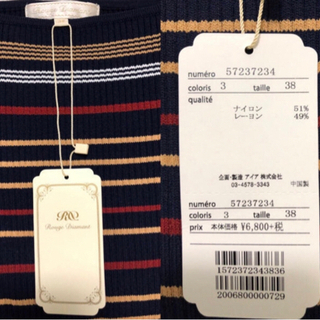 Rouge Diamant
numéro 57237234
coloris 3 taille 38
qualité
ナイロン 51%
レーヨン 49%
企画・製造 アイア 株式会社
03-4578-3343
中国製
numéro 57237234
coloris 3 taille 38
prix 本体価格 ¥6,800+税
1572372343836
2006800000729